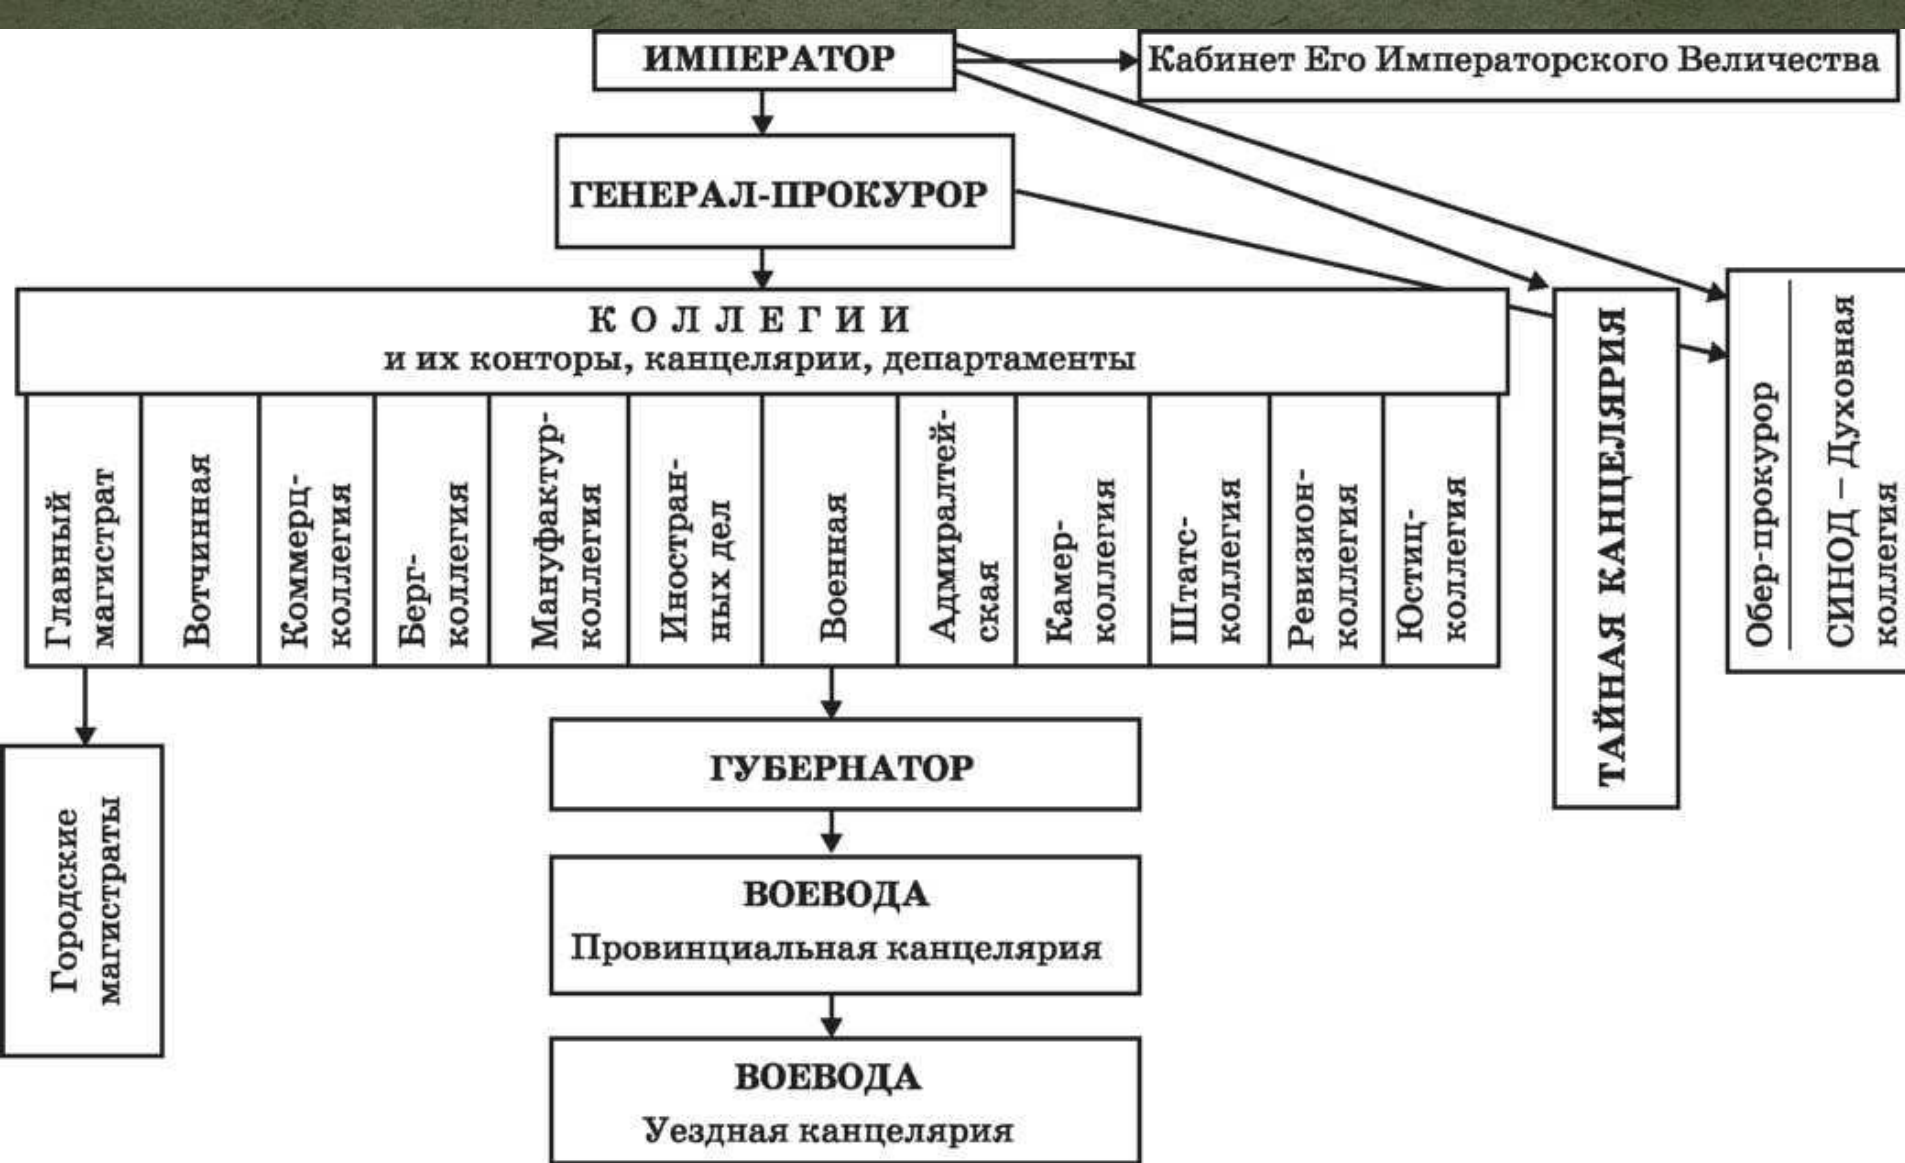 ИМПЕРАТОР
Кабинет Его Императорского Величества
ГЕНЕРАЛ-ПРОКУРОР
КОЛЛЕГИИ
и их конторы, канцелярии, департаменты
Главный
магистрат
Вотчинная
Коммерц-
коллегия
Берг-
коллегия
Мануфактур-
коллегия
Иностран-
ных дел
Военная
Адмиралтей-
ская
Камер-
коллегия
Штатс-
коллегия
Ревизион-
коллегия
Юстиц-
коллегия
ТАЙНАЯ КАНЦЕЛЯРИЯ
Обер-прокурор
СИНОД – Духовная
коллегия
Городские
магистраты
ГУБЕРНАТОР
ВОЕВОДА
Провинциальная канцелярия
ВОЕВОДА
Уездная канцелярия